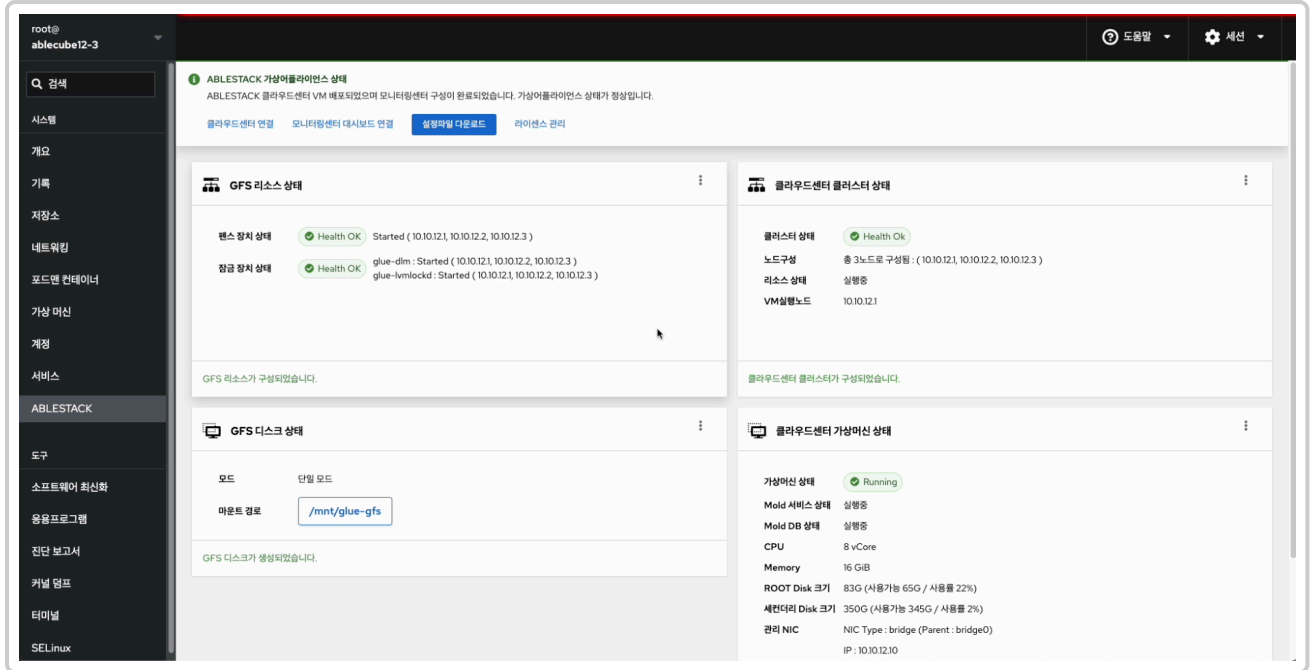 root@
ablecube12-3
도움말
세션
검색
시스템
개요
기록
저장소
네트워킹
포드맨 컨테이너
가상 머신
계정
서비스
ABLESTACK
도구
소프트웨어 최신화
응용프로그램
진단 보고서
커널 덤프
터미널
SELinux
ABLESTACK 가상어플라이언스 상태
ABLESTACK 클라우드센터 VM 배포되었으며 모니터링센터 구성이 완료되었습니다. 가상어플라이언스 상태가 정상입니다.
클라우드센터 연결 모니터링센터 대시보드 연결 설정파일 다운로드 라이센스 관리
GFS 리소스 상태
펜스 장치 상태 Health OK Started ( 10.10.12.1, 10.10.12.2, 10.10.12.3 )
잠금 장치 상태 Health OK glue-dlm : Started ( 10.10.12.1, 10.10.12.2, 10.10.12.3 )
glue-lvmlockd : Started ( 10.10.12.1, 10.10.12.2, 10.10.12.3 )
GFS 리소스가 구성되었습니다.
클라우드센터 클러스터 상태
클러스터 상태 Health Ok
노드구성 총 3노드로 구성됨 : ( 10.10.12.1, 10.10.12.2, 10.10.12.3 )
리소스 상태 실행중
VM실행노드 10.10.12.1
클라우드센터 클러스터가 구성되었습니다.
GFS 디스크 상태
모드 단일 모드
마운트 경로 /mnt/glue-gfs
GFS 디스크가 생성되었습니다.
클라우드센터 가상머신 상태
가상머신 상태 Running
Mold 서비스 상태 실행중
Mold DB 상태 실행중
CPU 8 vCore
Memory 16 GiB
ROOT Disk 크기 83G (사용가능 65G / 사용률 22%)
세컨더리 Disk 크기 350G (사용가능 345G / 사용률 2%)
관리 NIC NIC Type : bridge (Parent : bridge0)
IP : 10.10.12.10